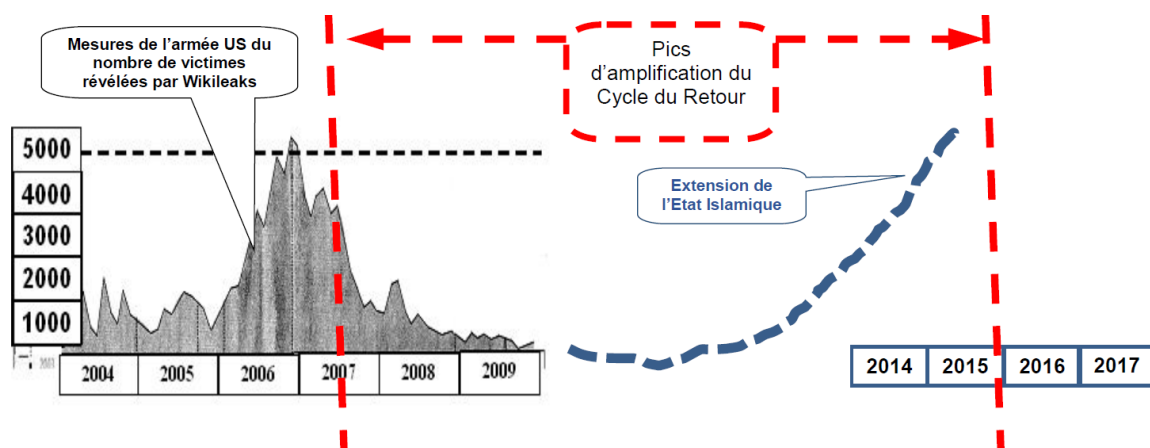 Mesures de l'armée US du
nombre de victimes
révélées par Wikileaks
Pics
d'amplification du
Cycle du Retour
5000
4000
3000
2000
1000
Extension de
l'Etat Islamique
2004 2005 2006 2007 2008 2009
2014 2015 2016 2017